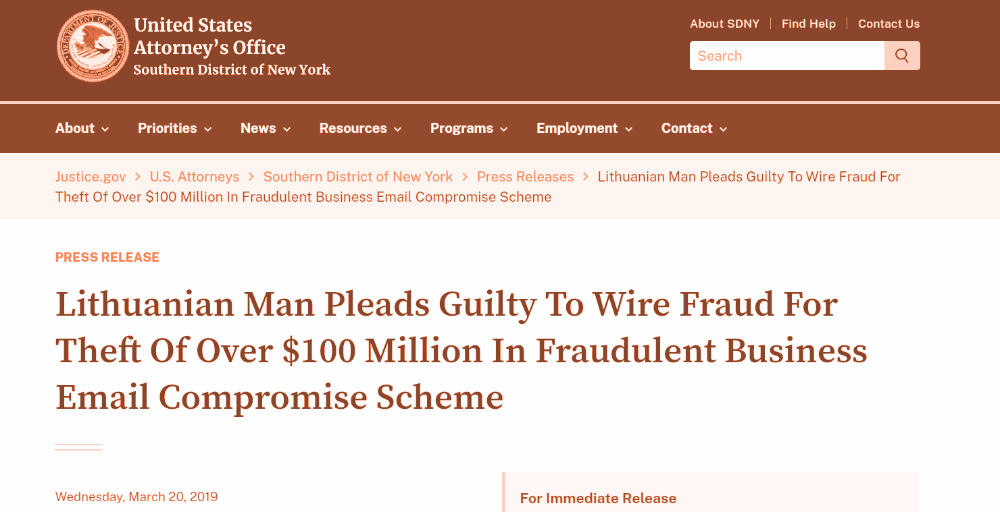 United States
Attorney's Office
Southern District of New York
About SDNY
Find Help
Contact Us
Search
About
Priorities
News
Resources
Programs
Employment
Contact
Justice.gov > U.S. Attorneys > Southern District of New York > Press Releases > Lithuanian Man Pleads Guilty To Wire Fraud For
Theft Of Over $100 Million In Fraudulent Business Email Compromise Scheme
PRESS RELEASE
Lithuanian Man Pleads Guilty To Wire Fraud For
Theft Of Over $100 Million In Fraudulent Business
Email Compromise Scheme
Wednesday, March 20, 2019
For Immediate Release